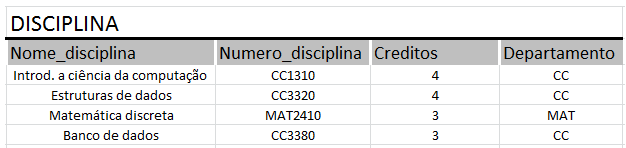 DISCIPLINA
Nome_disciplina Numero_disciplina Creditos Departamento
Introd. a ciência da computação CC1310 4 CC
Estruturas de dados CC3320 4 CC
Matemática discreta MAT2410 3 MAT
Banco de dados CC3380 3 CC